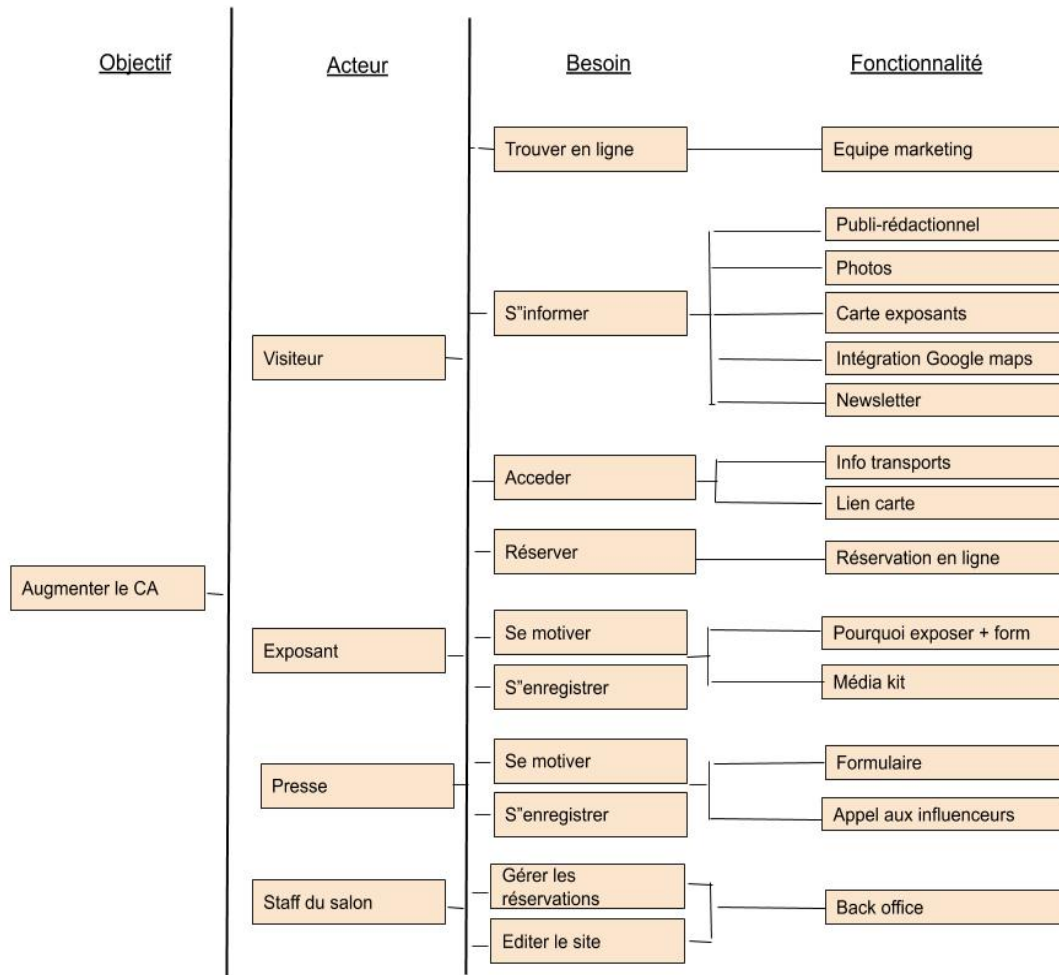 Objectif
Acteur
Besoin
Fonctionnalité
Trouver en ligne
Equipe marketing
Publi-rédactionnel
Photos
S"informer
Carte exposants
Visiteur
Intégration Google maps
Newsletter
Acceder
Info transports
Lien carte
Réserver
Réservation en ligne
Augmenter le CA
Exposant
Se motiver
Pourquoi exposer + form
S"enregistrer
Média kit
Presse
Se motiver
Formulaire
S"enregistrer
Appel aux influenceurs
Staff du salon
Gérer les
réservations
Back office
Editer le site